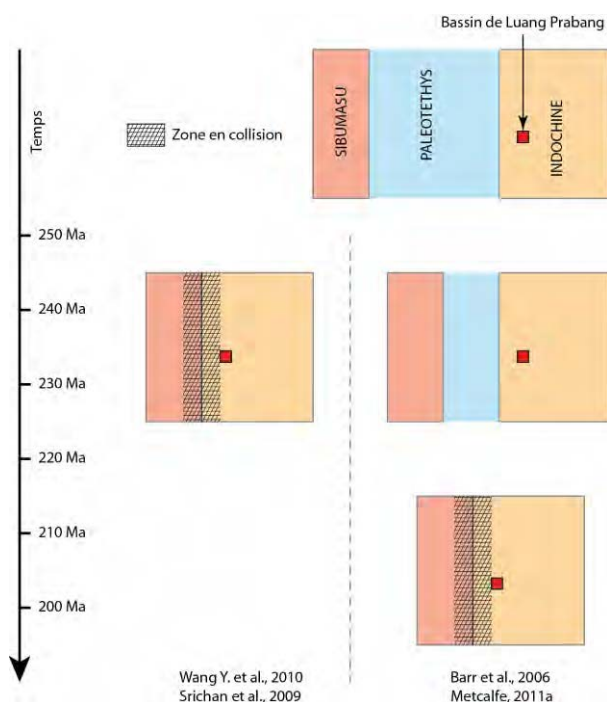 Bassin de Luang Prabang
Temps
Zone en collision
SIBUMASU
PALEOTETHYS
INDOCHINE
250 Ma
240 Ma
230 Ma
220 Ma
210 Ma
200 Ma
Wang Y. et al., 2010
Srichan et al., 2009
Barr et al., 2006
Metcalfe, 2011a